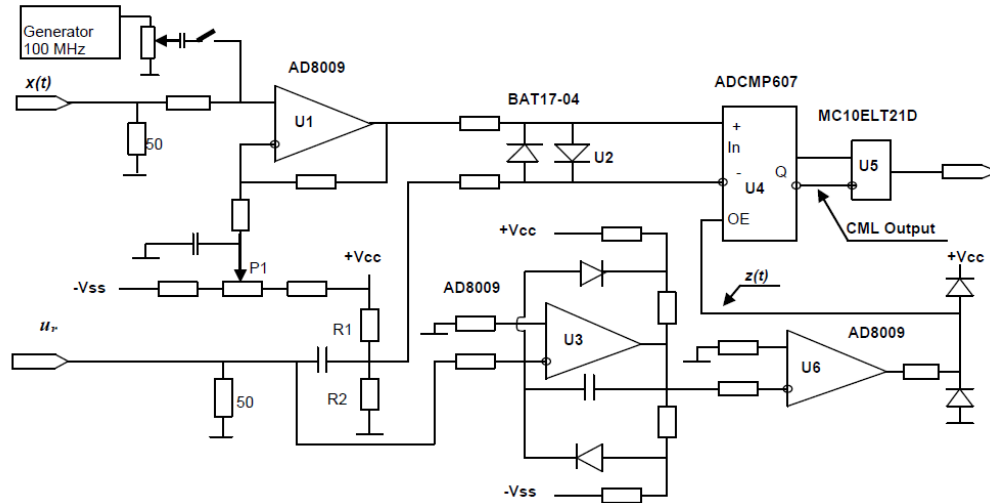 Generator
100 MHz
x(t)
50
AD8009
U1
BAT17-04
U2
ADCMP607
+
In
-
Q
U4
OE
MC10ELT21D
U5
CML Output
+Vcc
z(t)
P1
+Vcc
-Vss
R1
u_r
50
R2
+Vcc
AD8009
U3
-Vss
AD8009
U6